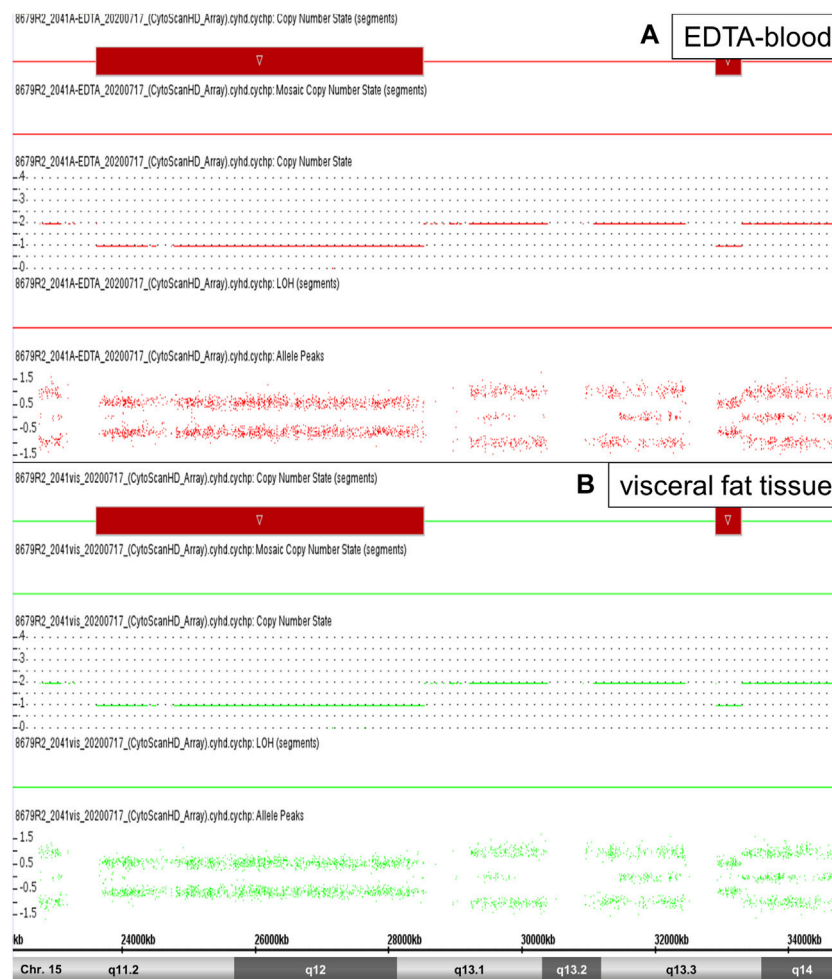 8679R2_2041A-EDTA_20200717_(CytoScanHD_Array).cyhd.cychp: Copy Number State (segments)
A EDTA-blood
8679R2_2041A-EDTA_20200717_(CytoScanHD_Array).cyhd.cychp: Mosaic Copy Number State (segments)
8679R2_2041A-EDTA_20200717_(CytoScanHD_Array).cyhd.cychp: Copy Number State
4
3
2
1
0
8679R2_2041A-EDTA_20200717_(CytoScanHD_Array).cyhd.cychp: LOH (segments)
8679R2_2041A-EDTA_20200717_(CytoScanHD_Array).cyhd.cychp: Allele Peaks
1.5
0.5
-0.5
-1.5
8679R2_2041vis_20200717_(CytoScanHD_Array).cyhd.cychp: Copy Number State (segments)
B visceral fat tissue
8679R2_2041vis_20200717_(CytoScanHD_Array).cyhd.cychp: Mosaic Copy Number State (segments)
8679R2_2041vis_20200717_(CytoScanHD_Array).cyhd.cychp: Copy Number State
4
3
2
1
0
8679R2_2041vis_20200717_(CytoScanHD_Array).cyhd.cychp: LOH (segments)
8679R2_2041vis_20200717_(CytoScanHD_Array).cyhd.cychp: Allele Peaks
1.5
0.5
-0.5
-1.5
kb 24000kb 26000kb 28000kb 30000kb 32000kb 34000kb
Chr. 15 q11.2 q12 q13.1 q13.2 q13.3 q14